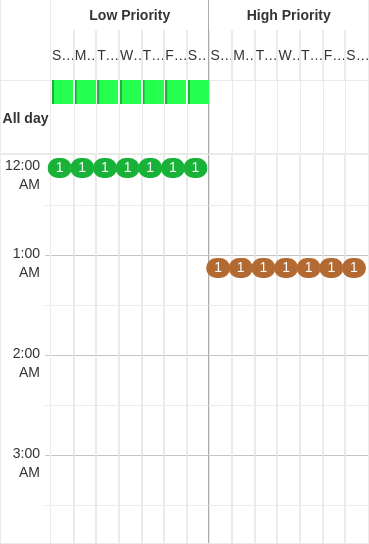 Low Priority High Priority
S... M... T... W... T... F... S... S... M... T... W... T... F... S...
All day
12:00 AM
1 1 1 1 1 1 1
1:00 AM
1 1 1 1 1 1 1
2:00 AM
3:00 AM